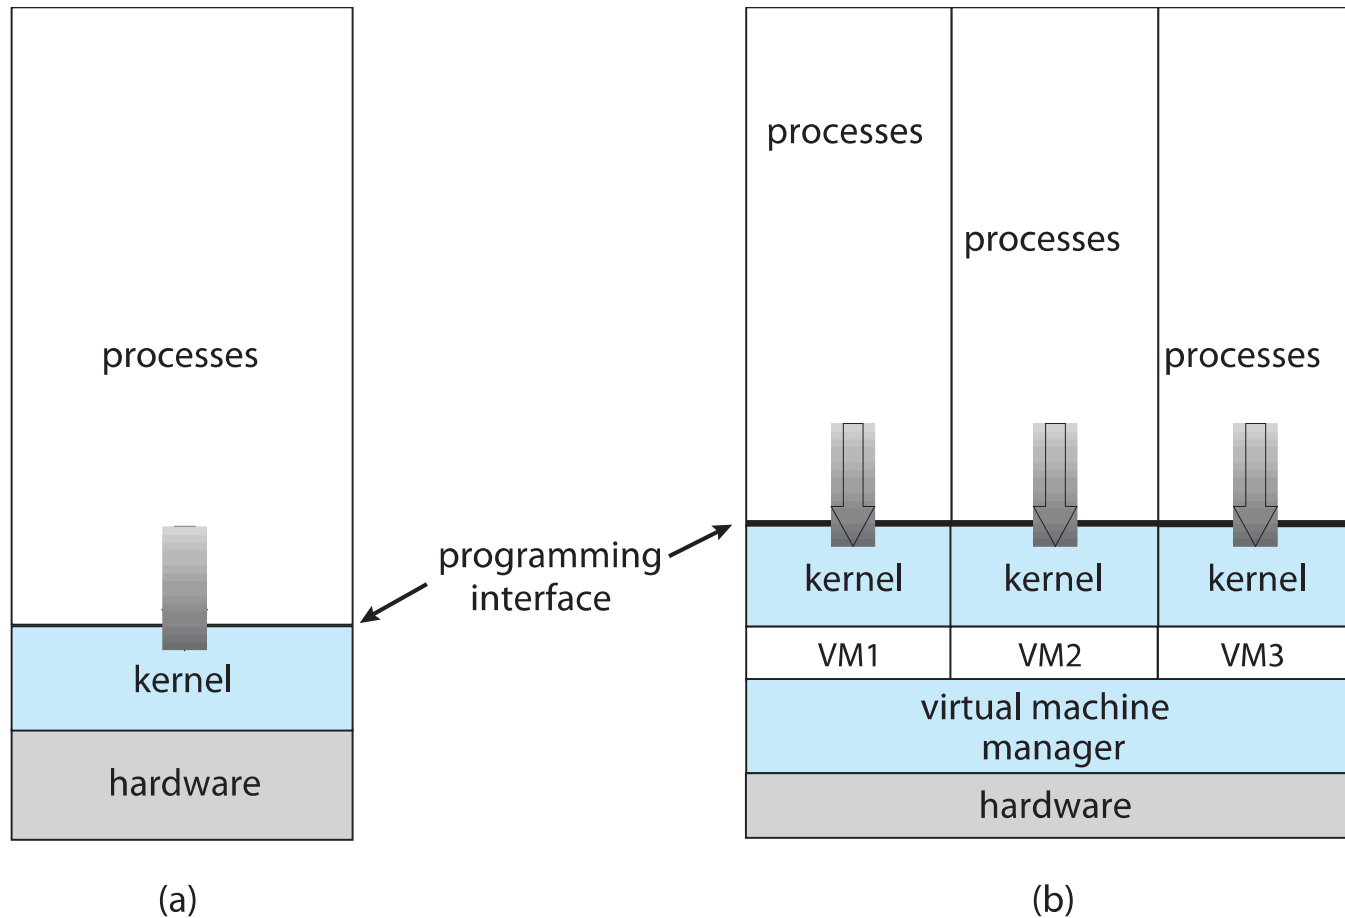 processes
kernel
hardware
(a)
programming
interface
processes
processes
processes
kernel
kernel
kernel
VM1
VM2
VM3
virtual machine
manager
hardware
(b)